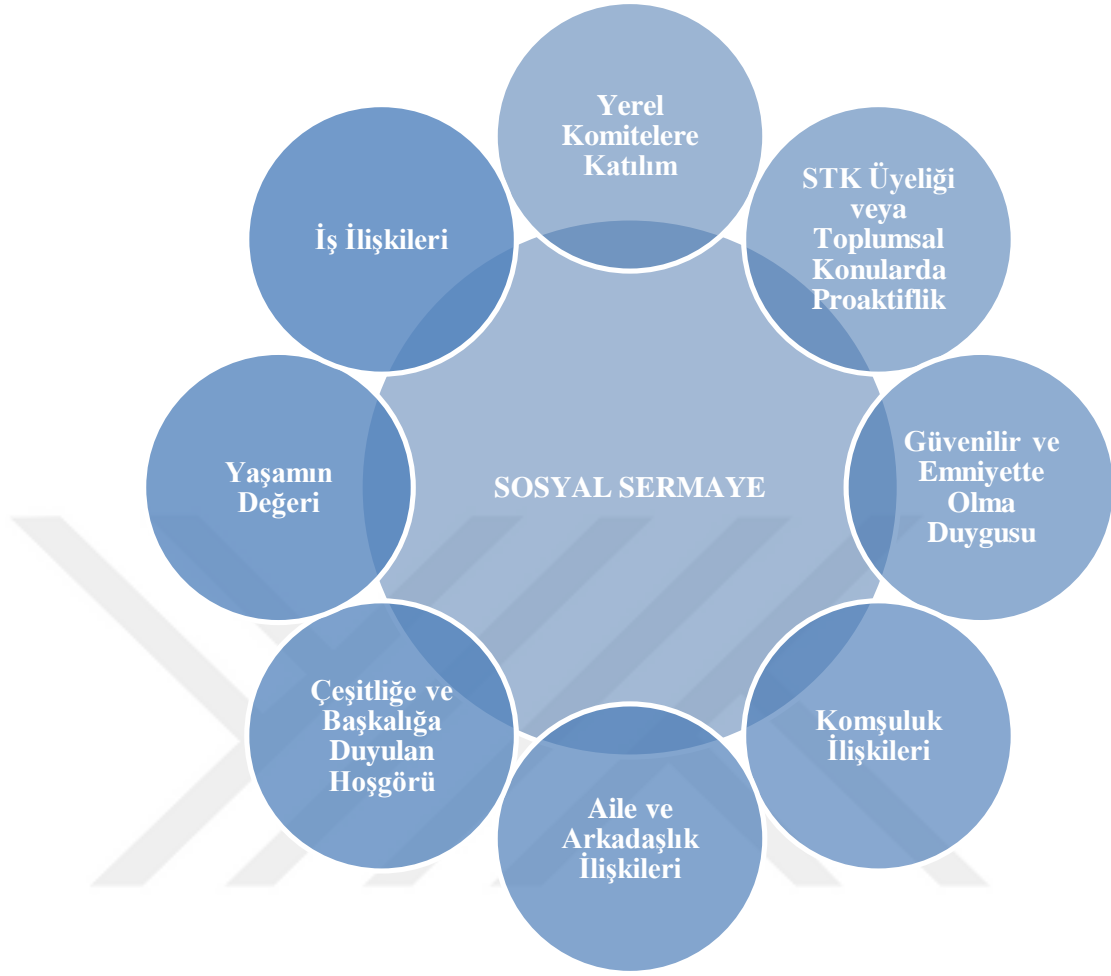 Yerel
Komitelere
Katılım
STK Üyeliği
veya
Toplumsal
Konularda
Proaktiflik
Güvenilir ve
Emniyette
Olma
Duygusu
Komşuluk
İlişkileri
Aile ve
Arkadaşlık
İlişkileri
Çeşitliğe ve
Başkalığa
Duyulan
Hoşgörü
Yaşamın
Değeri
İş İlişkileri
SOSYAL SERMAYE